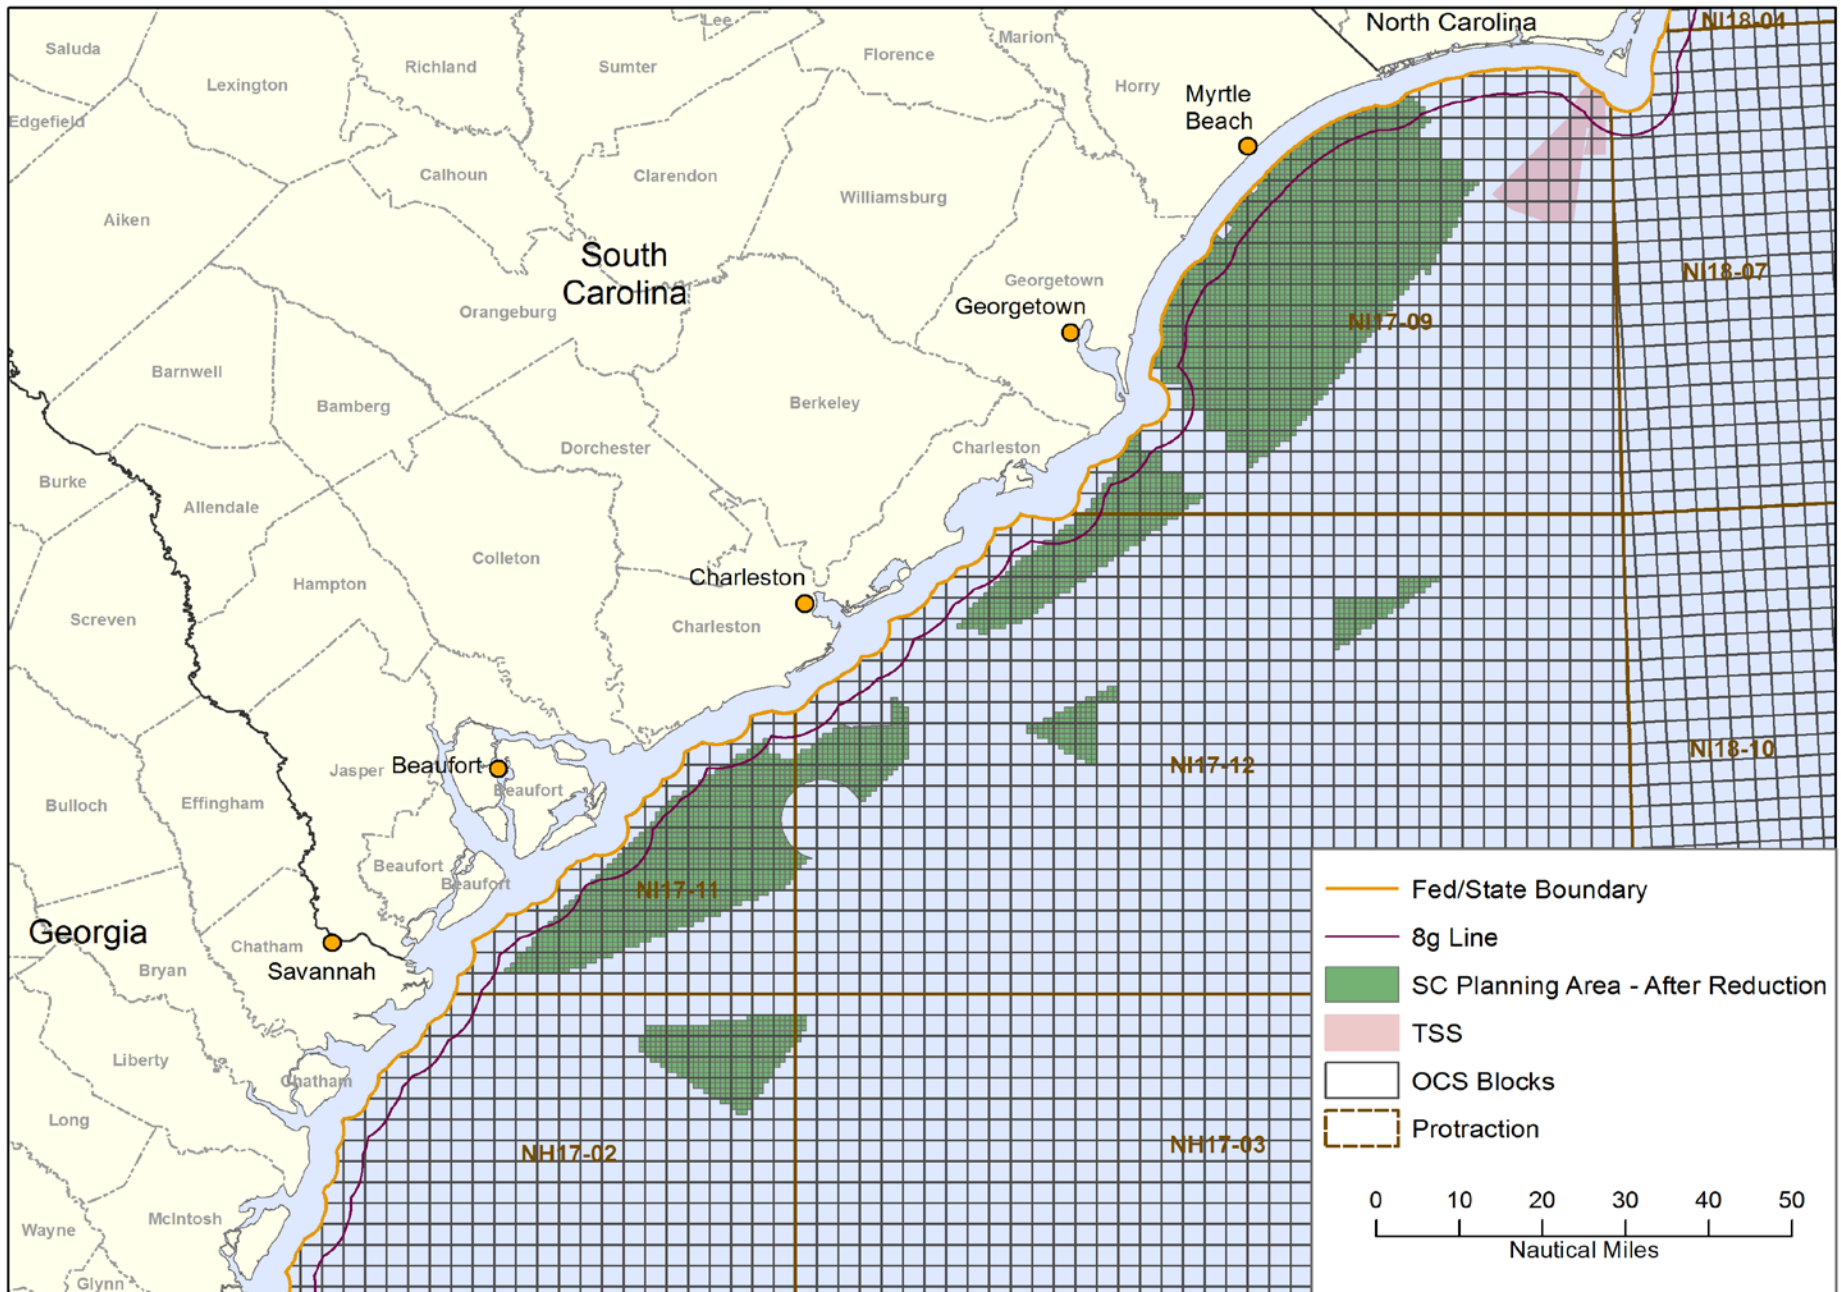 North Carolina
NI18-04
Lee
Marion
Saluda
Florence
Richland
Sumter
Lexington
Horry
Myrtle
Beach
Edgefield
Calhoun
Clarendon
Williamsburg
Aiken
South
Carolina
NI18-07
Georgetown
Georgetown
Orangeburg
NI17-09
Barnwell
Bamberg
Berkeley
Dorchester
Charleston
Burke
Allendale
Colleton
Hampton
Charleston
Screven
Charleston
NI18-10
Jasper
Beaufort
NI17-12
Beaufort
Bulloch
Effingham
Beaufort
Beaufort
NI17-11
Georgia
Chatham
Bryan
Savannah
Liberty
Chatham
Long
NH17-02
NH17-03
McIntosh
Wayne
Glynn
Fed/State Boundary
8g Line
SC Planning Area - After Reduction
TSS
OCS Blocks
Protraction
0 10 20 30 40 50
Nautical Miles